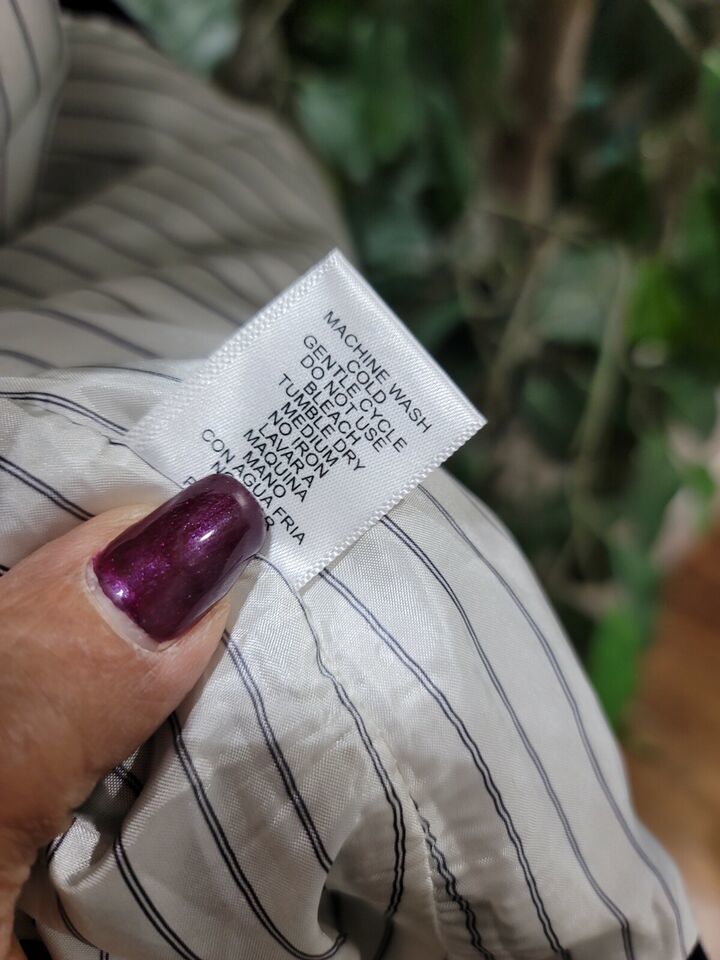 MACHINE WASH
COLD
GENTLE CYCLE
DO NOT USE
BLEACH
TUMBLE DRY
MEDIUM
NO IRON
LAVAR A
MAQUINA
MANO
CON AGUA FRIA